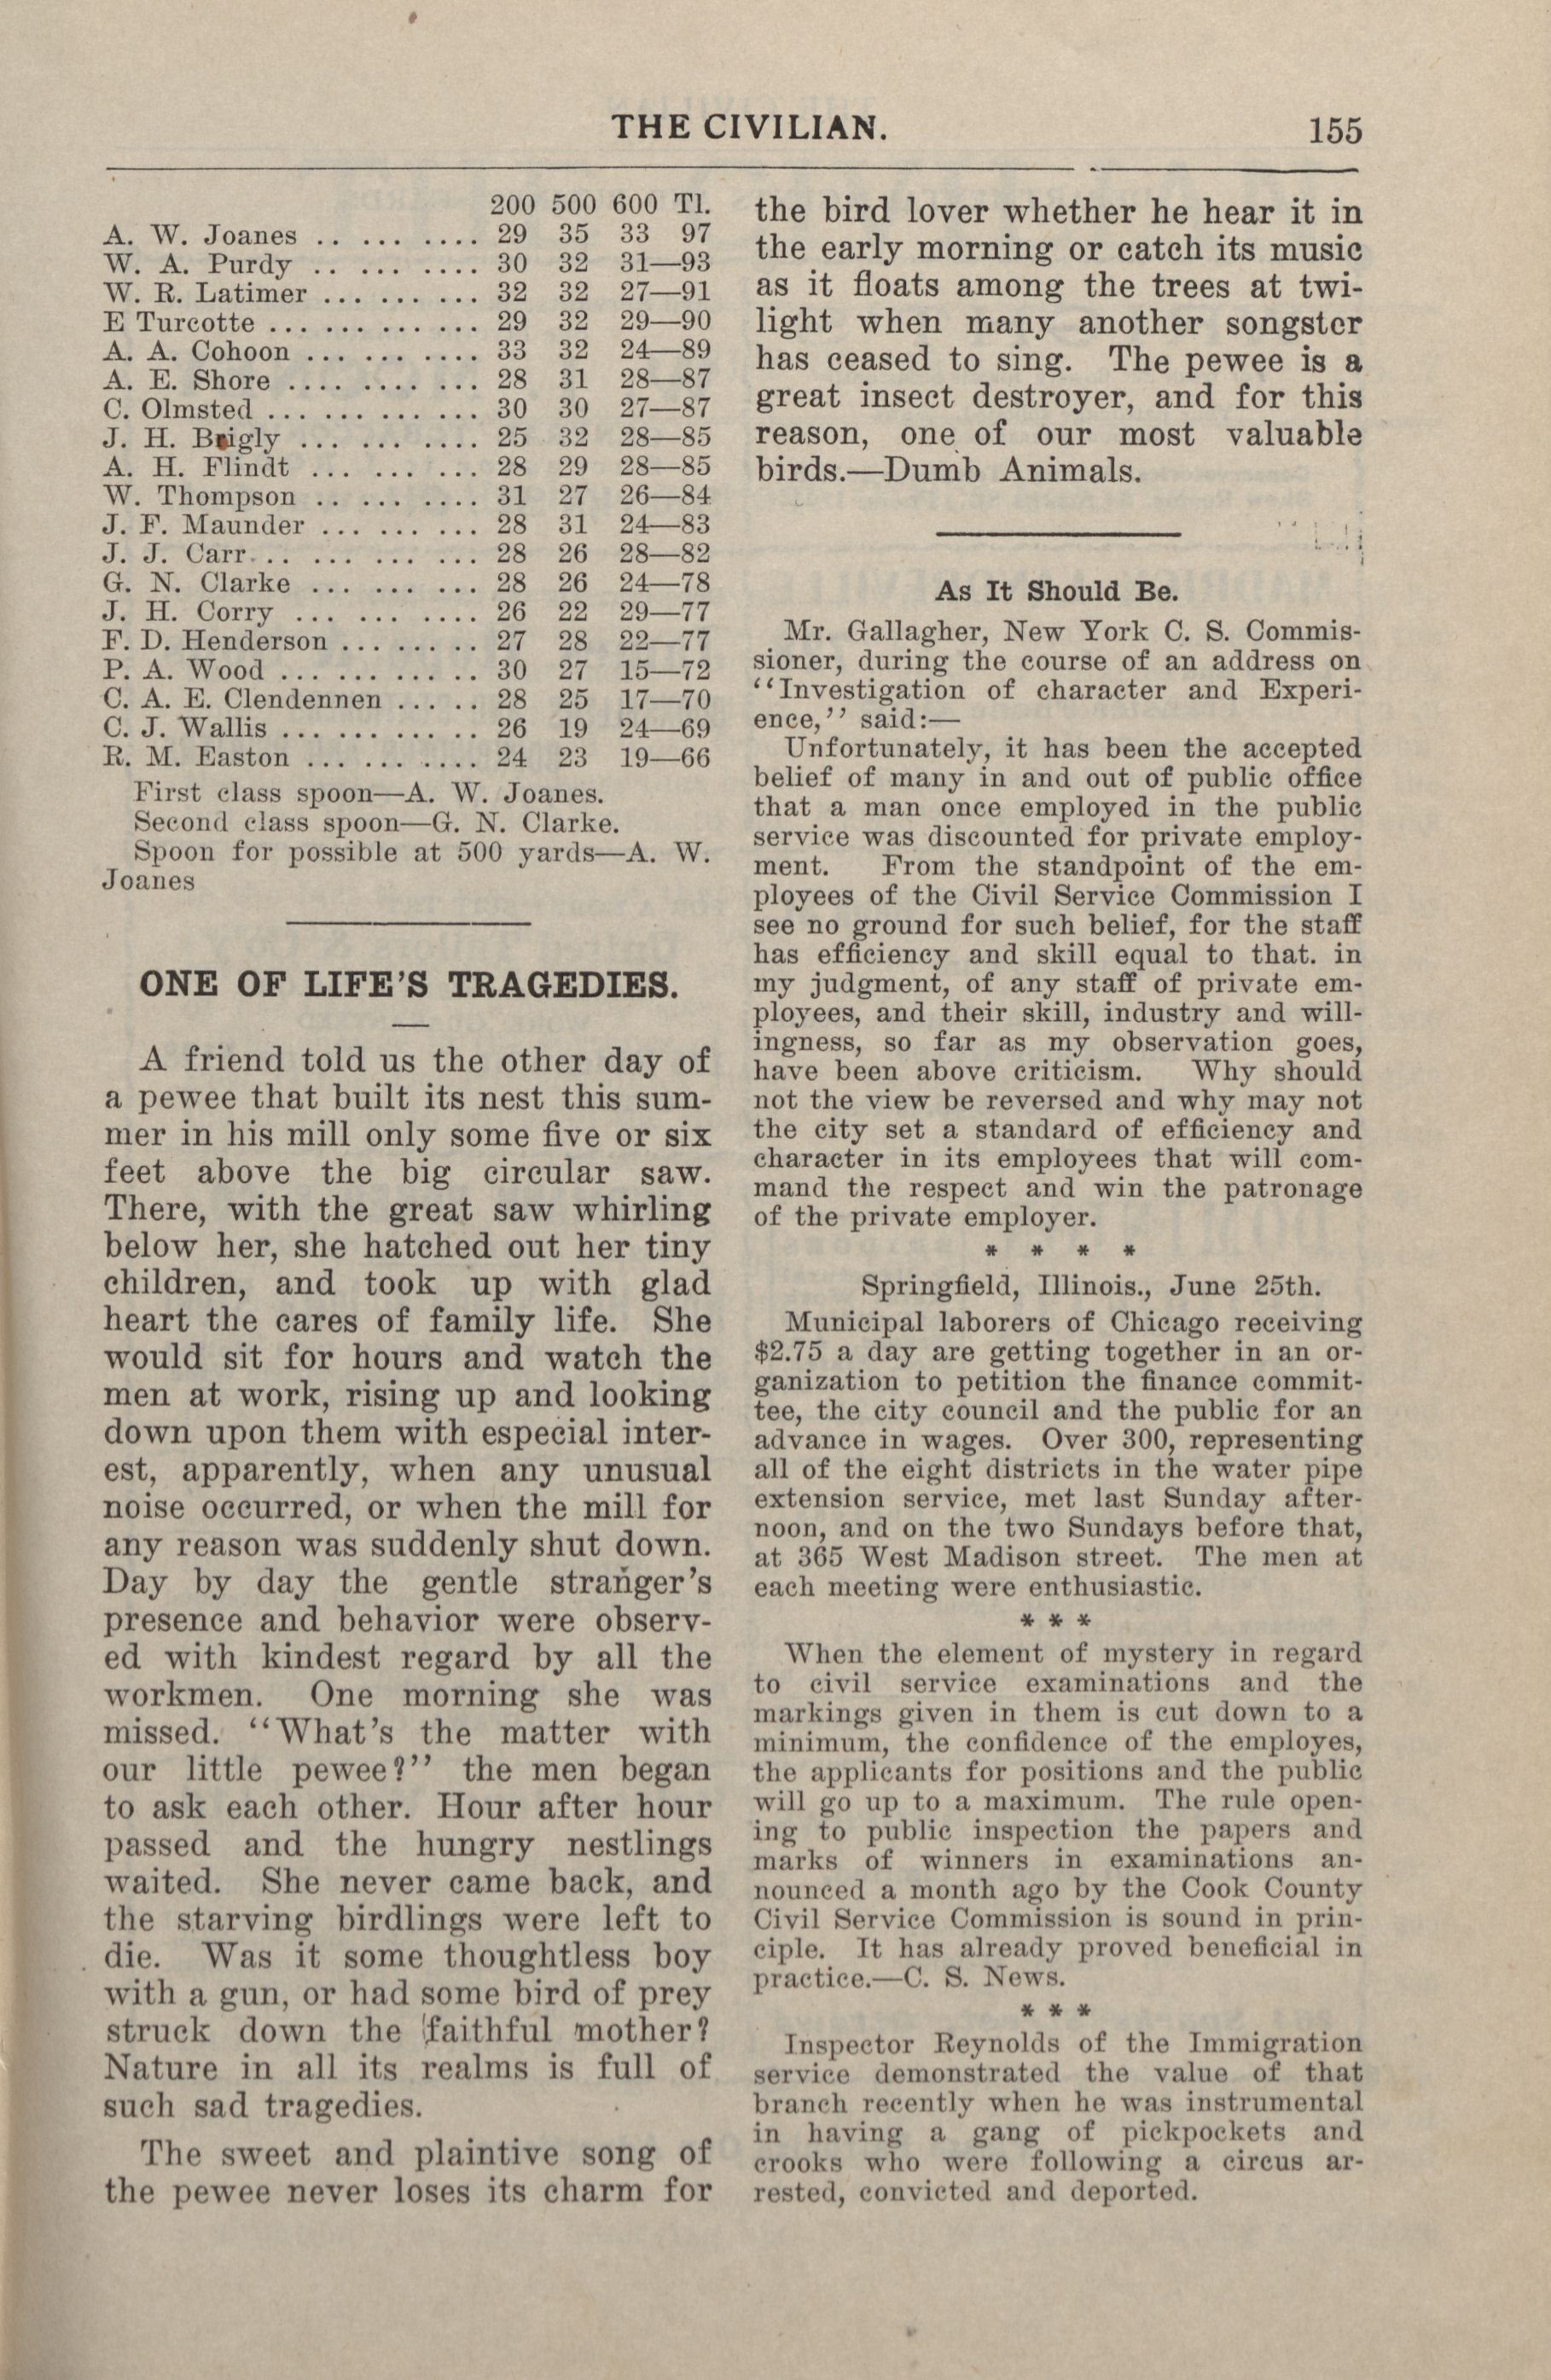 THE CIVILIAN. 155
200 500 600 Tl.
A. W. Joanes .. ... .... 29 35 33 97
W. A. Purdy .. ... .... 30 32 31—93
W. R. Latimer ... ... ... 32 32 27—91
E Turcotte ... ... ... ... 29 32 29—90
A. A. Cohoon ... ... .... 33 32 24—89
A. E. Shore .... .... ... 28 31 28—87
C. Olmsted ... ... ... ... 30 30 27—87
J. H. Brigly ... ... .... 25 32 28—85
A. H. Flindt ... ... ... 28 29 28—85
W. Thompson .. ... .... 31 27 26—84
J. F. Maunder ... ... ... 28 31 24—83
J. J. Carr... ... ... ... 28 26 28—82
G. N. Clarke ... ... ... 28 26 24—78
J. H. Corry ... ... .... 26 22 29—77
F. D. Henderson ... ... .. 27 28 22—77
P. A. Wood ... ... ... .. 30 27 15—72
C. A. E. Clendennen ... .. 28 25 17—70
C. J. Wallis ... ... ... .. 26 19 24—69
R. M. Easton ... ... .... 24 23 19—66
First class spoon—A. W. Joanes.
Second class spoon—G. N. Clarke.
Spoon for possible at 500 yards—A. W.
Joanes
ONE OF LIFE'S TRAGEDIES.
A friend told us the other day of
a pewee that built its nest this sum-
mer in his mill only some five or six
feet above the big circular saw.
There, with the great saw whirling
below her, she hatched out her tiny
children, and took up with glad
heart the cares of family life. She
would sit for hours and watch the
men at work, rising up and looking
down upon them with especial inter-
est, apparently, when any unusual
noise occurred, or when the mill for
any reason was suddenly shut down.
Day by day the gentle stranger's
presence and behavior were observ-
ed with kindest regard by all the
workmen. One morning she was
missed. "What's the matter with
our little pewee?" the men began
to ask each other. Hour after hour
passed and the hungry nestlings
waited. She never came back, and
the starving birdlings were left to
die. Was it some thoughtless boy
with a gun, or had some bird of prey
struck down the faithful mother?
Nature in all its realms is full of
such sad tragedies.
The sweet and plaintive song of
the pewee never loses its charm for
the bird lover whether he hear it in
the early morning or catch its music
as it floats among the trees at twi-
light when many another songster
has ceased to sing. The pewee is a
great insect destroyer, and for this
reason, one of our most valuable
birds.—Dumb Animals.
As It Should Be.
Mr. Gallagher, New York C. S. Commis-
sioner, during the course of an address on
"Investigation of character and Experi-
ence," said:—
Unfortunately, it has been the accepted
belief of many in and out of public office
that a man once employed in the public
service was discounted for private employ-
ment. From the standpoint of the em-
ployees of the Civil Service Commission I
see no ground for such belief, for the staff
has efficiency and skill equal to that. in
my judgment, of any staff of private em-
ployees, and their skill, industry and will-
ingness, so far as my observation goes,
have been above criticism. Why should
not the view be reversed and why may not
the city set a standard of efficiency and
character in its employees that will com-
mand the respect and win the patronage
of the private employer.
* * * *
Springfield, Illinois., June 25th.
Municipal laborers of Chicago receiving
$2.75 a day are getting together in an or-
ganization to petition the finance commit-
tee, the city council and the public for an
advance in wages. Over 300, representing
all of the eight districts in the water pipe
extension service, met last Sunday after-
noon, and on the two Sundays before that,
at 365 West Madison street. The men at
each meeting were enthusiastic.
* * *
When the element of mystery in regard
to civil service examinations and the
markings given in them is cut down to a
minimum, the confidence of the employes,
the applicants for positions and the public
will go up to a maximum. The rule open-
ing to public inspection the papers and
marks of winners in examinations an-
nounced a month ago by the Cook County
Civil Service Commission is sound in prin-
ciple. It has already proved beneficial in
practice.—C. S. News.
* * *
Inspector Reynolds of the Immigration
service demonstrated the value of that
branch recently when he was instrumental
in having a gang of pickpockets and
crooks who were following a circus ar-
rested, convicted and deported.